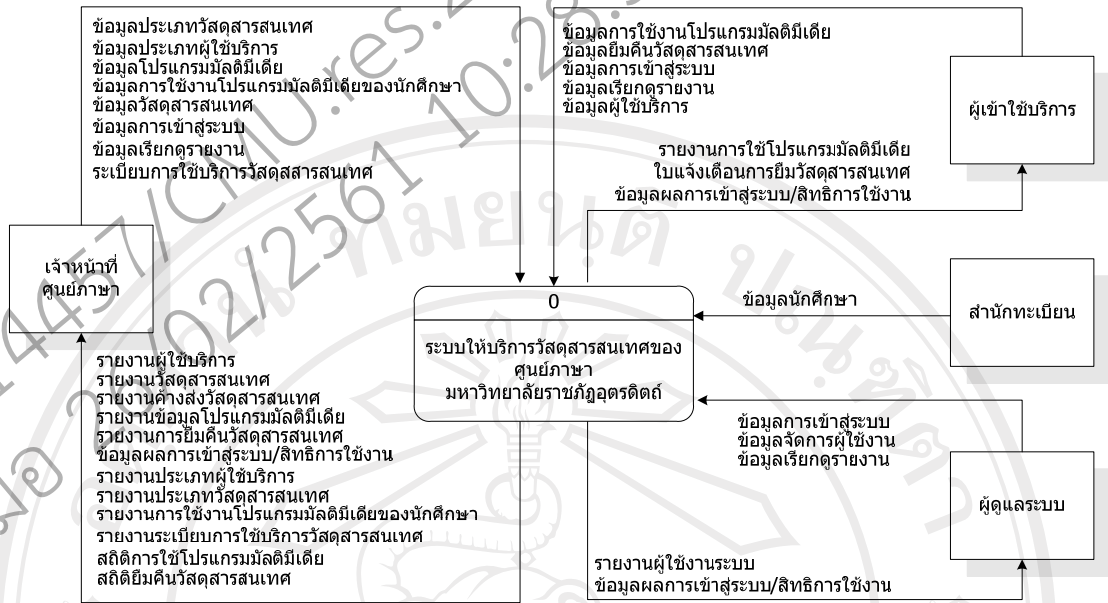 ข้อมูลประเภทวัสดุสารสนเทศ
ข้อมูลประเภทผู้ใช้บริการ
ข้อมูลโปรแกรมมัลติมีเดีย
ข้อมูลการใช้งานโปรแกรมมัลติมีเดียของนักศึกษา
ข้อมูลวัสดุสารสนเทศ
ข้อมูลการเข้าสู่ระบบ
ข้อมูลเรียกดูรายงาน
ระเบียบการใช้บริการวัสดุสสารสนเทศ
ข้อมูลการใช้งานโปรแกรมมัลติมีเดีย
ข้อมูลยืมคืนวัสดุสารสนเทศ
ข้อมูลการเข้าสู่ระบบ
ข้อมูลเรียกดูรายงาน
ข้อมูลผู้ใช้บริการ
ผู้เข้าใช้บริการ
รายงานการใช้โปรแกรมมัลติมีเดีย
ใบแจ้งเตือนการยืมวัสดุสารสนเทศ
ข้อมูลผลการเข้าสู่ระบบ/สิทธิการใช้งาน
เจ้าหน้าที่
ศูนย์ภาษา
0
ระบบให้บริการวัสดุสารสนเทศของ
ศูนย์ภาษา
มหาวิทยาลัยราชภัฏอุตรดิตถ์
ข้อมูลนักศึกษา
สำนักทะเบียน
รายงานผู้ใช้บริการ
รายงานวัสดุสารสนเทศ
รายงานค้างส่งวัสดุสารสนเทศ
รายงานข้อมูลโปรแกรมมัลติมีเดีย
รายงานการยืมคืนวัสดุสารสนเทศ
ข้อมูลผลการเข้าสู่ระบบ/สิทธิการใช้งาน
รายงานประเภทผู้ใช้บริการ
รายงานประเภทวัสดุสารสนเทศ
รายงานการใช้งานโปรแกรมมัลติมีเดียของนักศึกษา
รายงานระเบียบการใช้บริการวัสดุสารสนเทศ
สถิติการใช้โปรแกรมมัลติมีเดีย
สถิติยืมคืนวัสดุสารสนเทศ
ข้อมูลการเข้าสู่ระบบ
ข้อมูลจัดการผู้ใช้งาน
ข้อมูลเรียกดูรายงาน
ผู้ดูแลระบบ
รายงานผู้ใช้งานระบบ
ข้อมูลผลการเข้าสู่ระบบ/สิทธิการใช้งาน